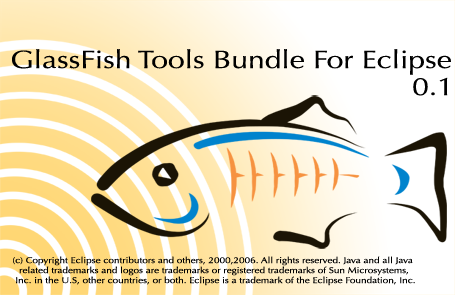 GlassFish Tools Bundle For Eclipse
0.1
(c) Copyright Eclipse contributors and others, 2000,2006. All rights reserved. Java and all Java
related trademarks and logos are trademarks or registered trademarks of Sun Microsystems,
Inc. in the U.S, other countries, or both. Eclipse is a trademark of the Eclipse Foundation, Inc.